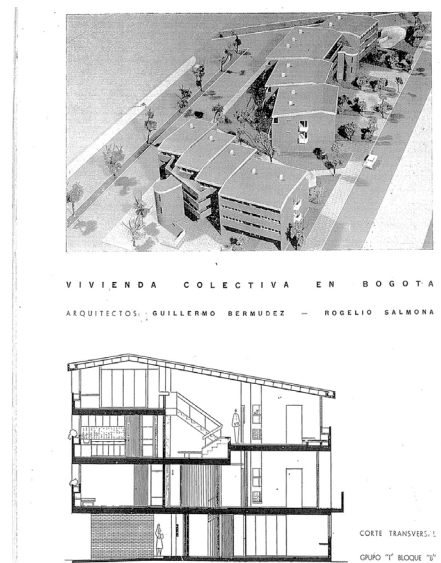 VIVIENDA COLECTIVA EN BOGOTA
ARQUITECTOS: GUILLERMO BERMUDEZ — ROGELIO SALMONA
CORTE TRANSVERSAL
GRUPO "I" BLOQUE "B"